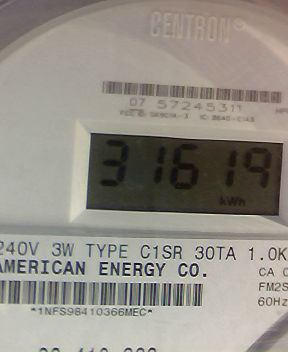 CENTRON®
07 57245311
31619
kWh
240V 3W TYPE C1SR 30TA 1.0K
AMERICAN ENERGY CO.
CA
FM2S
60Hz
*1NFS98410366MEC*